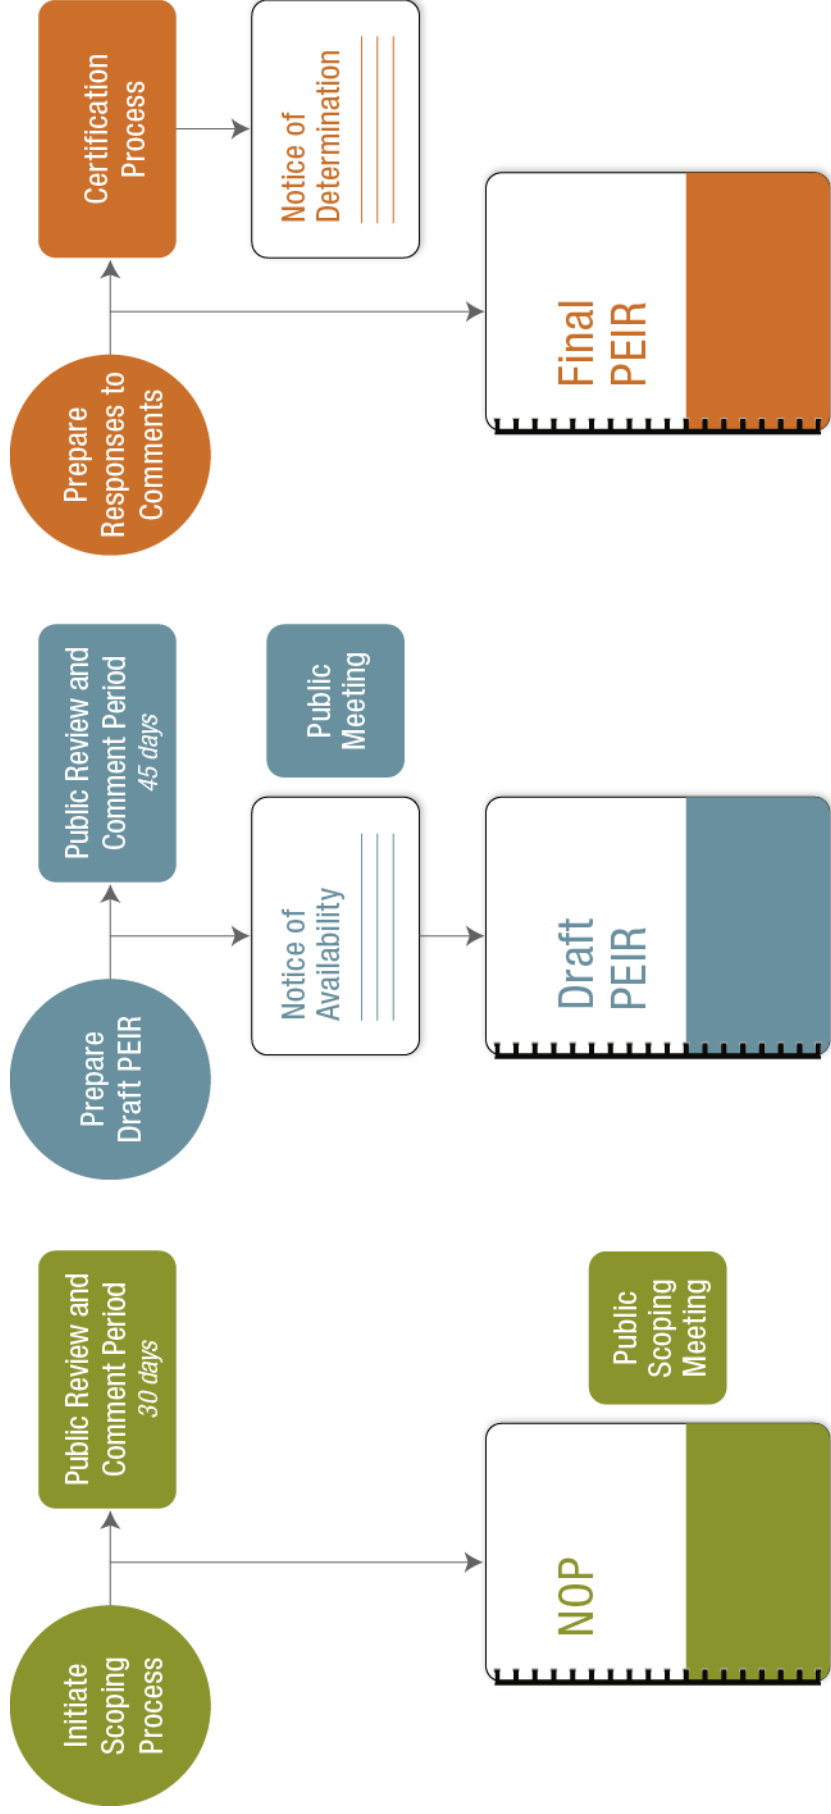 Initiate
Scoping
Process
Public Review and
Comment Period
30 days
NOP
Public
Scoping
Meeting
Prepare
Draft PEIR
Public Review and
Comment Period
45 days
Notice of
Availability
Public
Meeting
Draft
PEIR
Prepare
Responses to
Comments
Certification
Process
Notice of
Determination
Final
PEIR